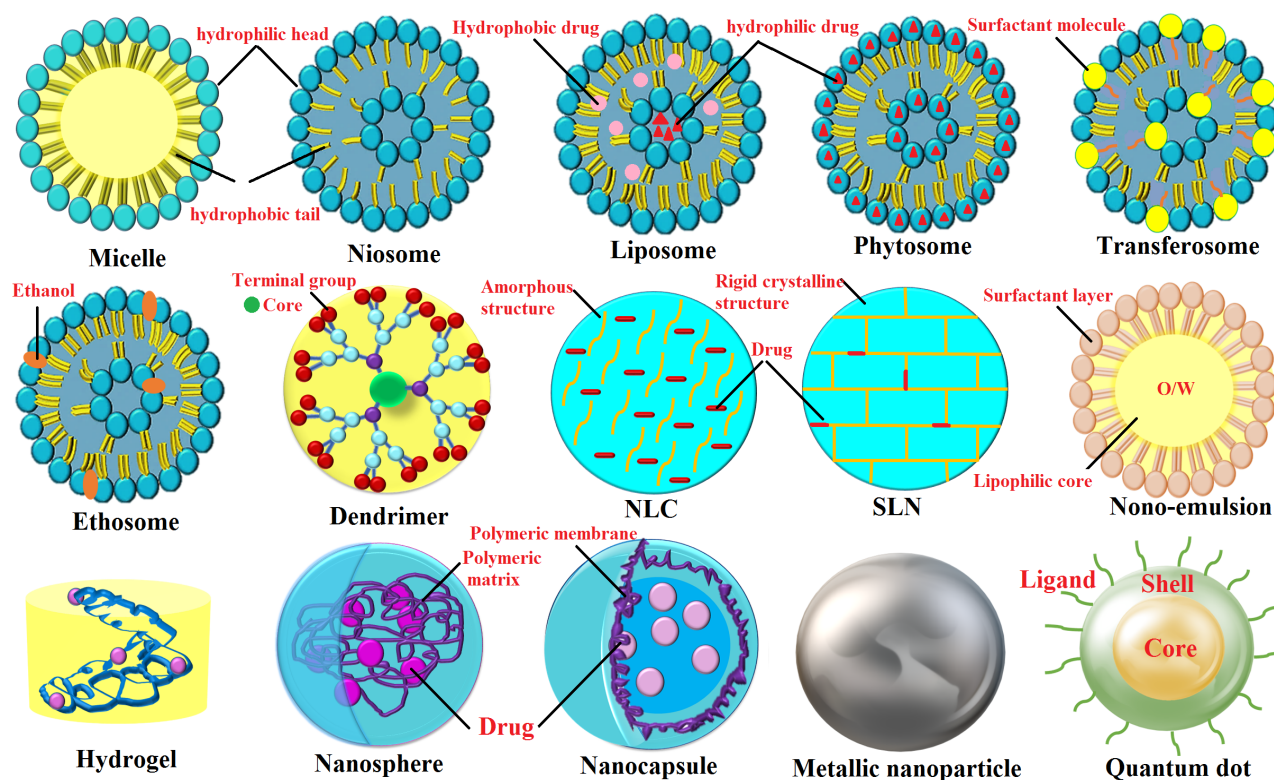 hydrophilic head
Hydrophobic drug
hydrophilic drug
Surfactant molecule
hydrophobic tail
Micelle
Niosome
Liposome
Phytosome
Transferosome
Ethanol
Terminal group
Core
Amorphous
structure
Rigid crystalline
structure
Surfactant layer
Drug
O/W
Lipophilic core
Ethosome
Dendrimer
NLC
SLN
Nono-emulsion
Polymeric membrane
Polymeric
matrix
Ligand
Shell
Core
Drug
Hydrogel
Nanosphere
Nanocapsule
Metallic nanoparticle
Quantum dot